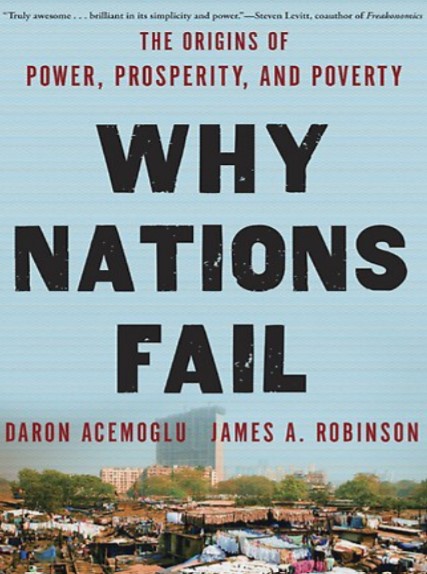 "Truly awesome . . . brilliant in its simplicity and power."—Steven Levitt, coauthor of Freakonomics
THE ORIGINS OF
POWER, PROSPERITY, AND POVERTY
WHY
NATIONS
FAIL
DARON ACEMOGLU JAMES A. ROBINSON